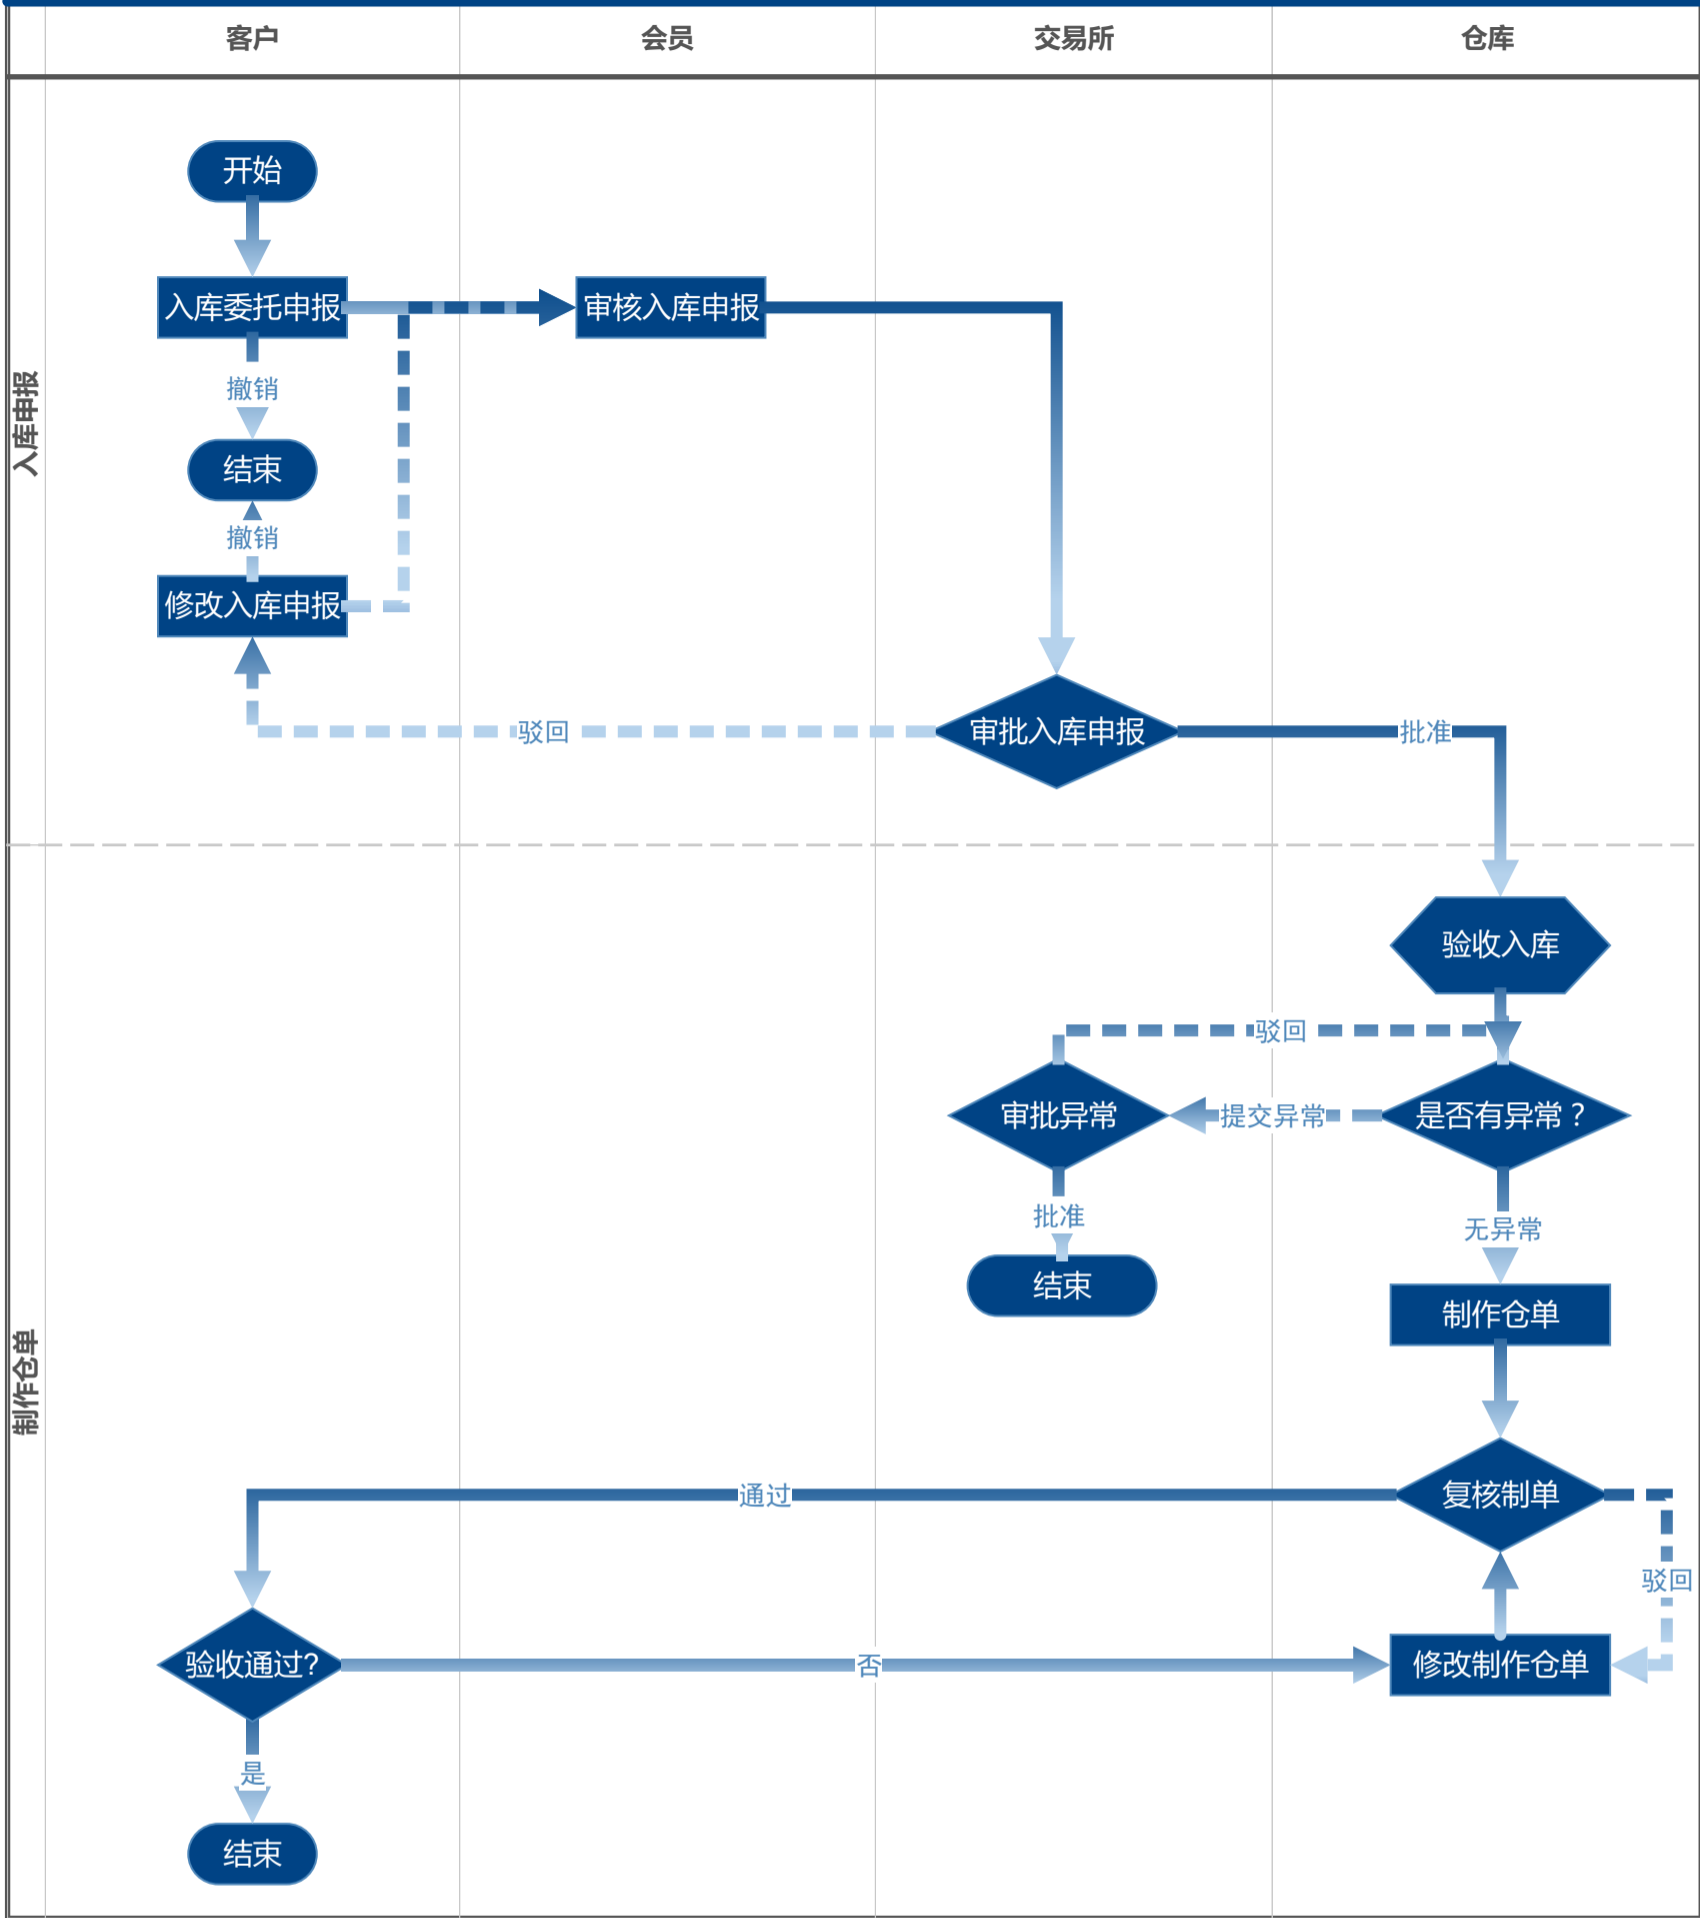 客户
会员
交易所
仓库
入库申报
开始
入库委托申报
审核入库申报
撤销
结束
撤销
修改入库申报
驳回
审批入库申报
批准
制作仓单
验收入库
驳回
审批异常
提交异常
是否有异常？
批准
无异常
结束
制作仓单
通过
复核制单
驳回
验收通过?
否
修改制作仓单
是
结束